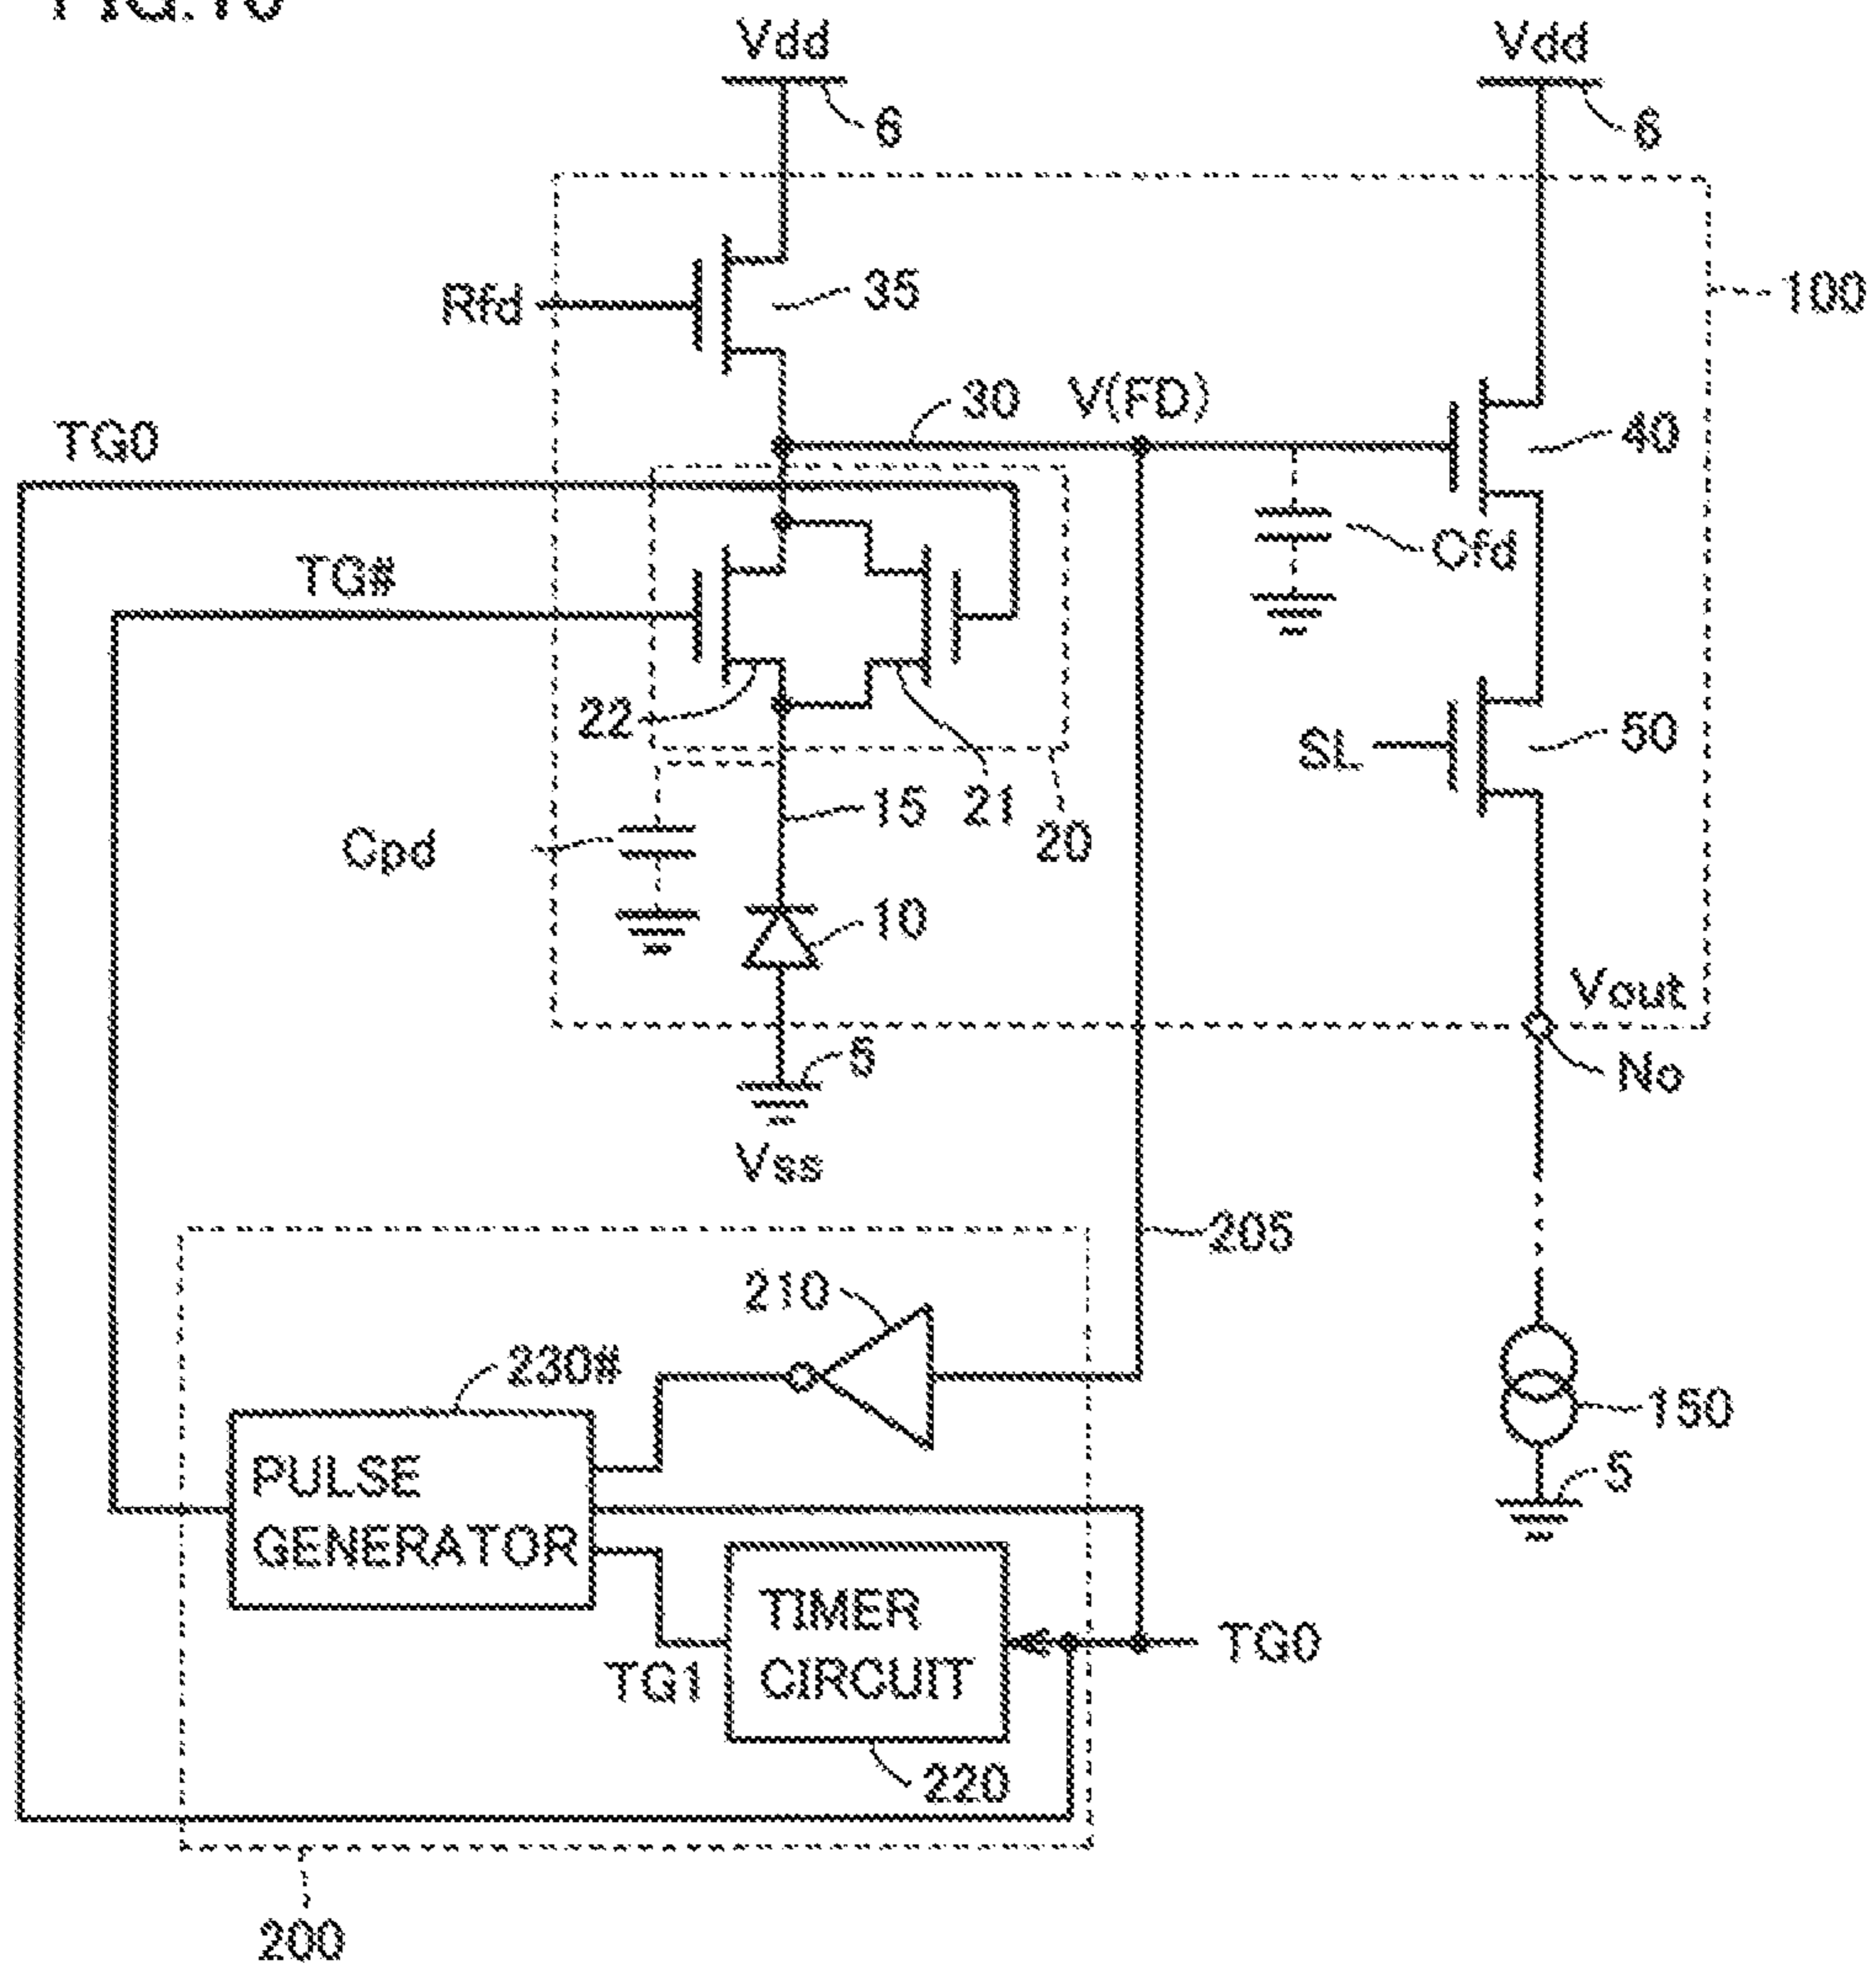 Vdd
Vdd
6
6
Rfd
35
100
30
V(FD)
40
TG0
Cfd
TG#
22
SL
50
15
21
20
Cpd
10
Vout
No
5
Vss
205
210
230#
150
5
PULSE
GENERATOR
TIMER
CIRCUIT
TG0
TG1
220
200